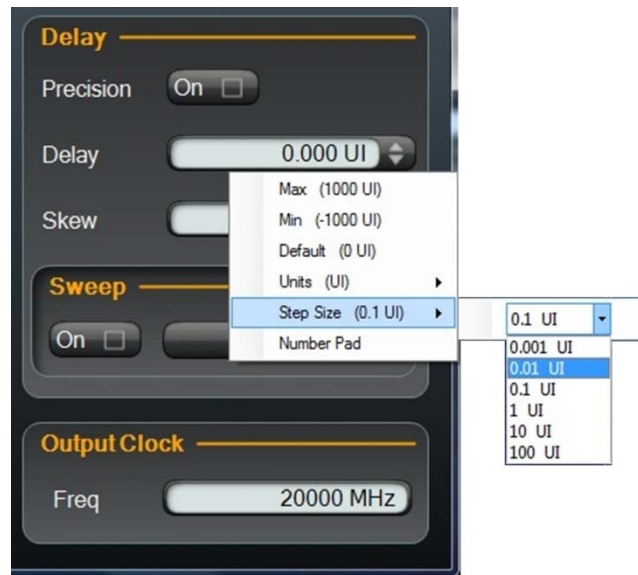 Delay
Precision On
Delay 0.000 UI
Max (1000 UI)
Skew
Min (-1000 UI)
Default (0 UI)
Sweep
Units (UI)
On
Step Size (0.1 UI)
0.1 UI
Number Pad
0.001 UI
0.01 UI
0.1 UI
1 UI
10 UI
100 UI
Output Clock
Freq 20000 MHz